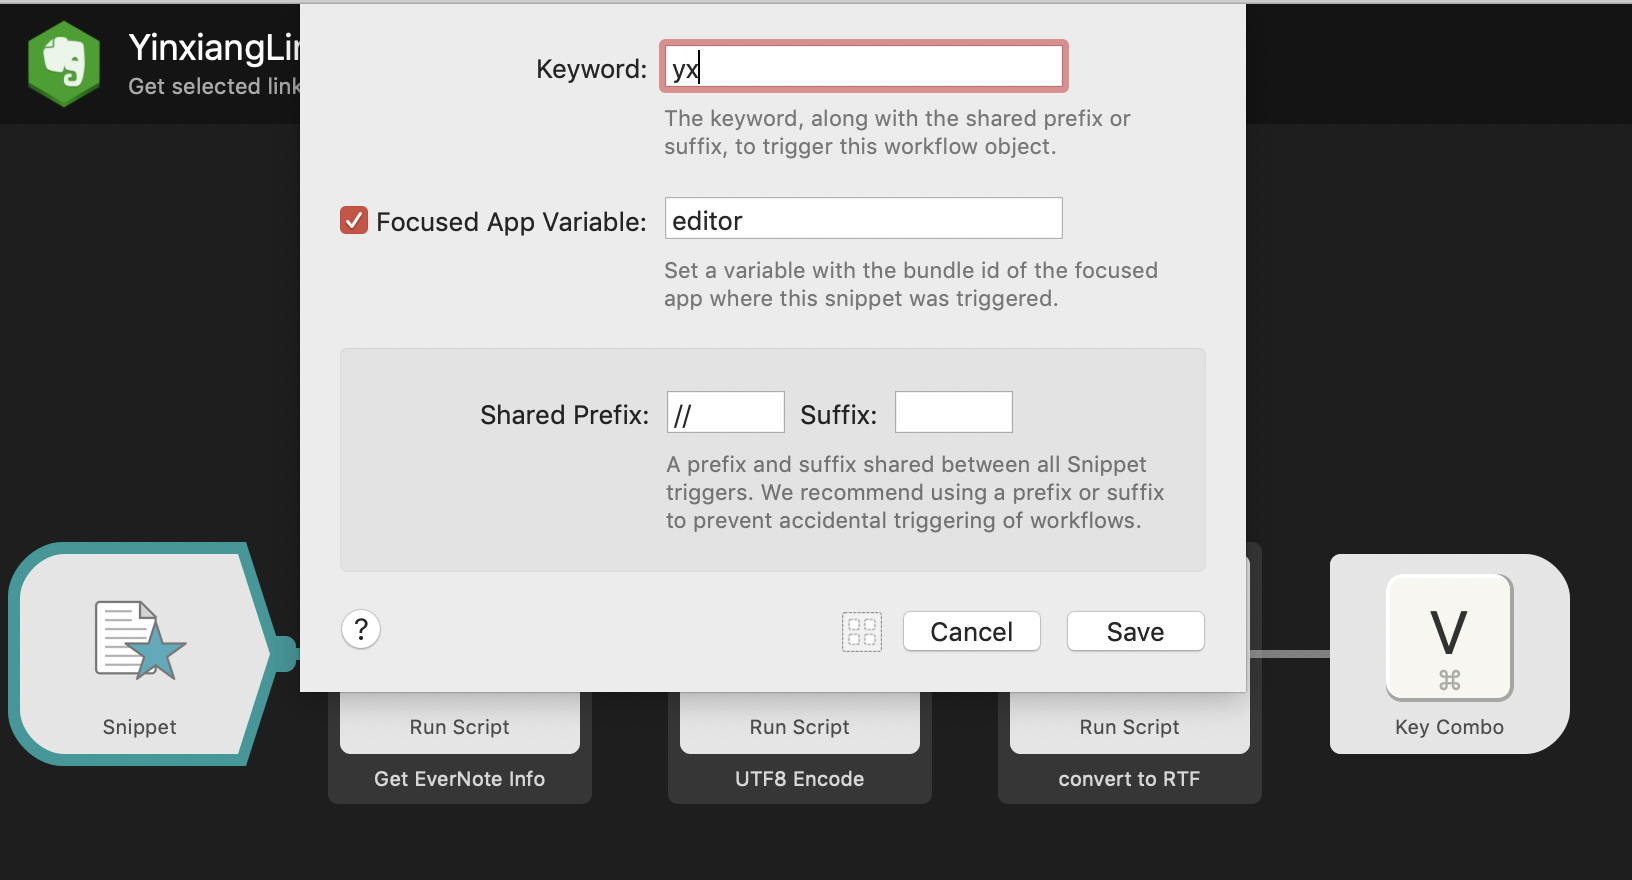 YinxiangLin
Get selected link
Keyword: yx
The keyword, along with the shared prefix or
suffix, to trigger this workflow object.
Focused App Variable: editor
Set a variable with the bundle id of the focused
app where this snippet was triggered.
Shared Prefix: // Suffix:
A prefix and suffix shared between all Snippet
triggers. We recommend using a prefix or suffix
to prevent accidental triggering of workflows.
? Cancel Save
V
⌘
Snippet Run Script Run Script Run Script Key Combo
Get EverNote Info UTF8 Encode convert to RTF